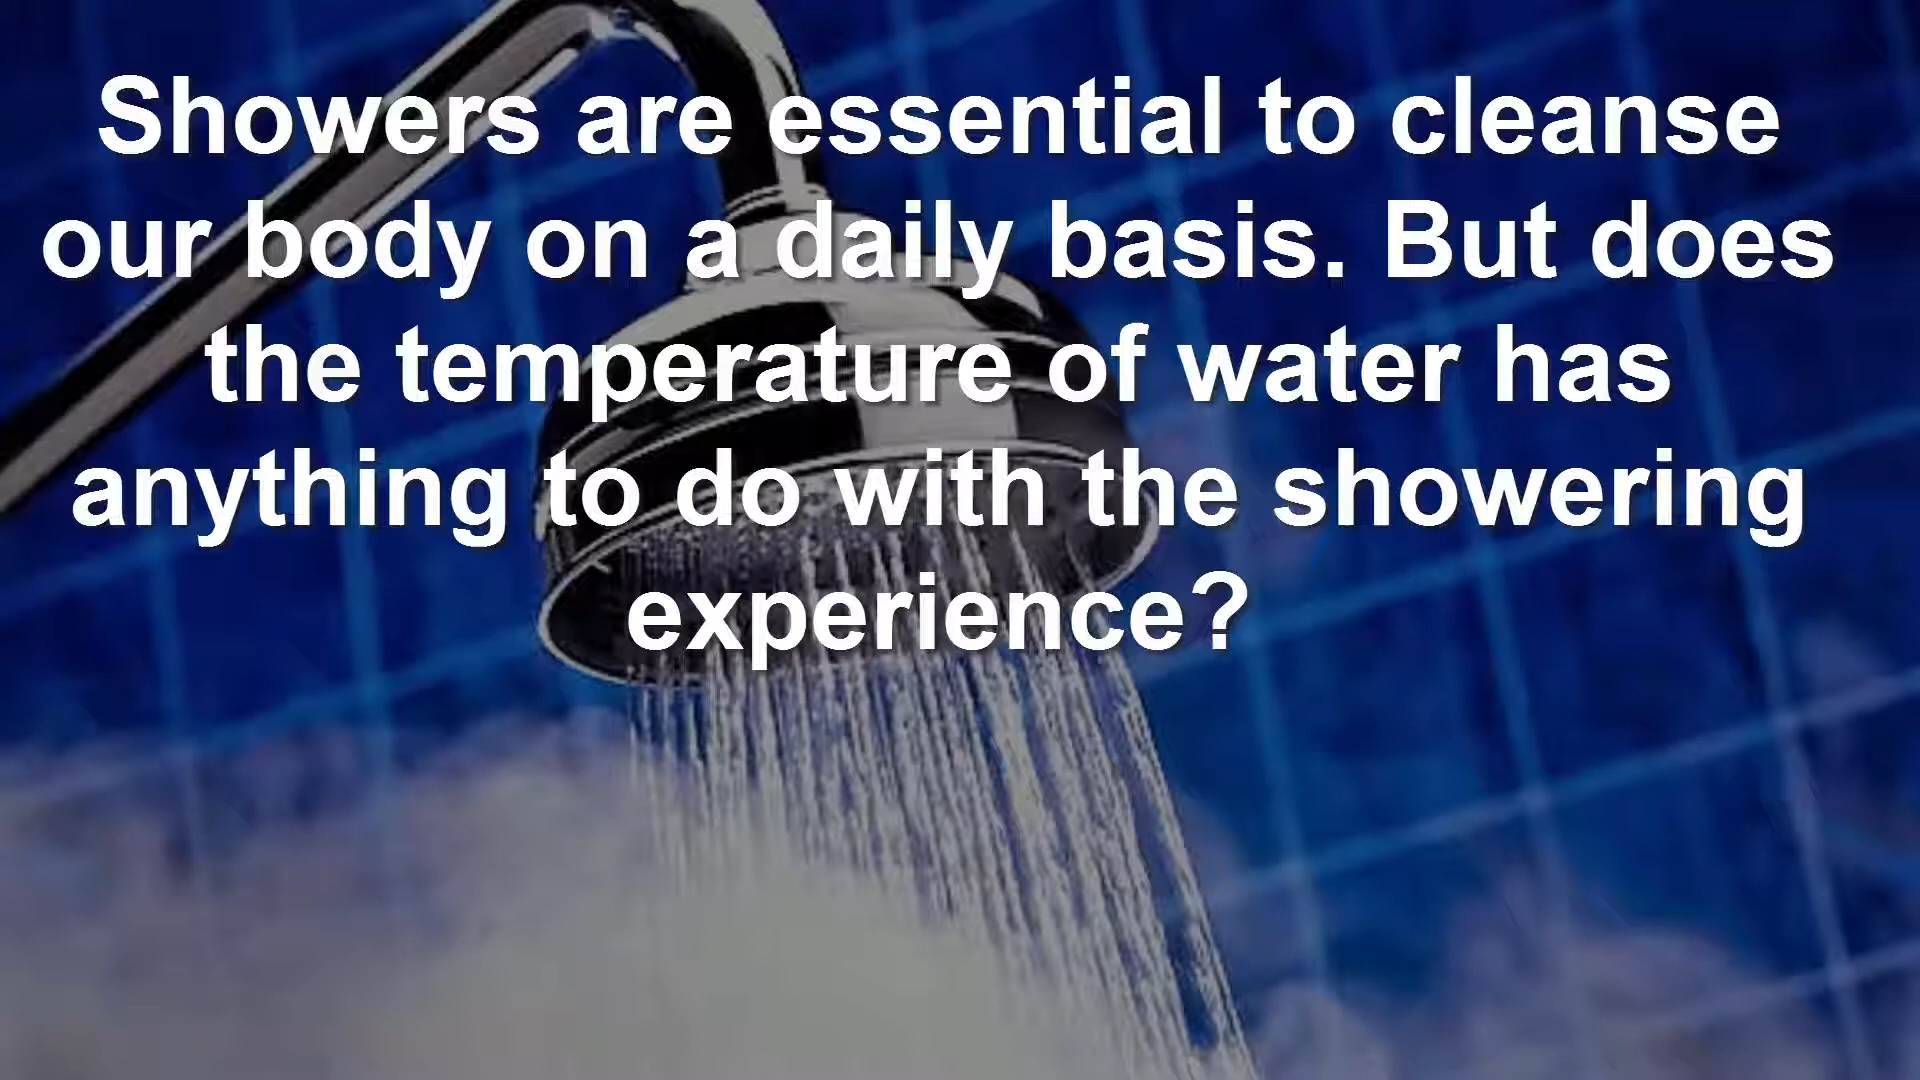 Showers are essential to cleanse
our body on a daily basis. But does
the temperature of water has
anything to do with the showering
experience?